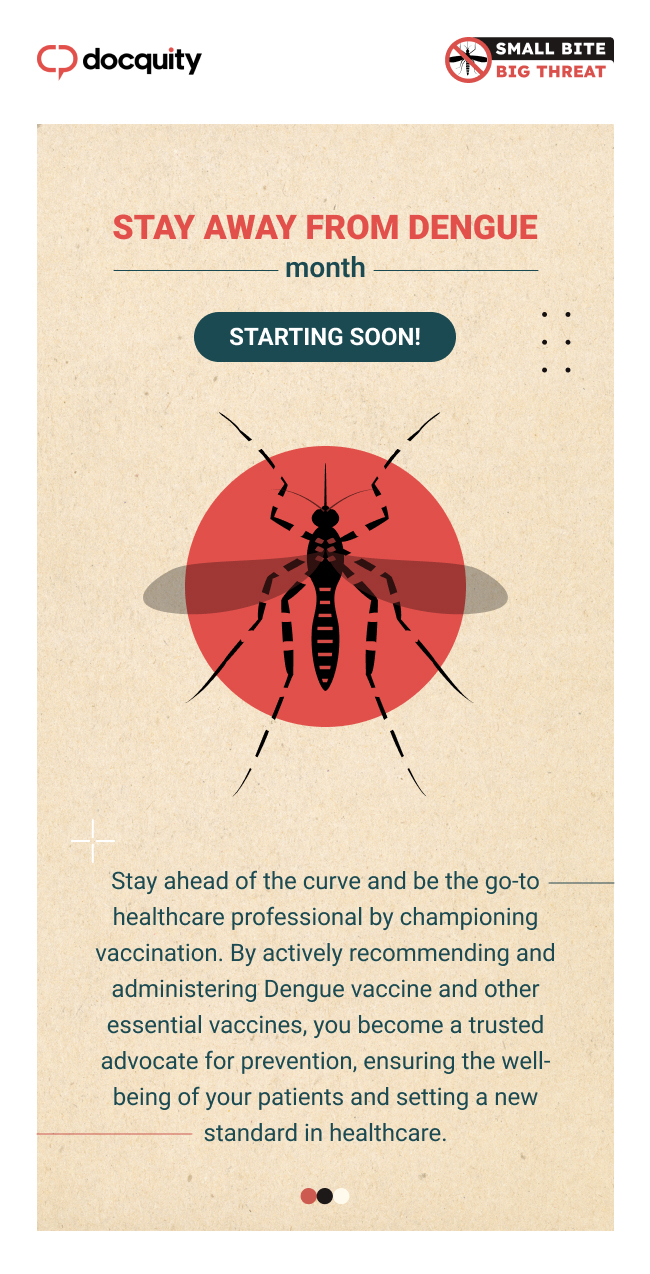 docquity
SMALL BITE
BIG THREAT
STAY AWAY FROM DENGUE
month
STARTING SOON!
Stay ahead of the curve and be the go-to
healthcare professional by championing
vaccination. By actively recommending and
administering Dengue vaccine and other
essential vaccines, you become a trusted
advocate for prevention, ensuring the well-
being of your patients and setting a new
standard in healthcare.